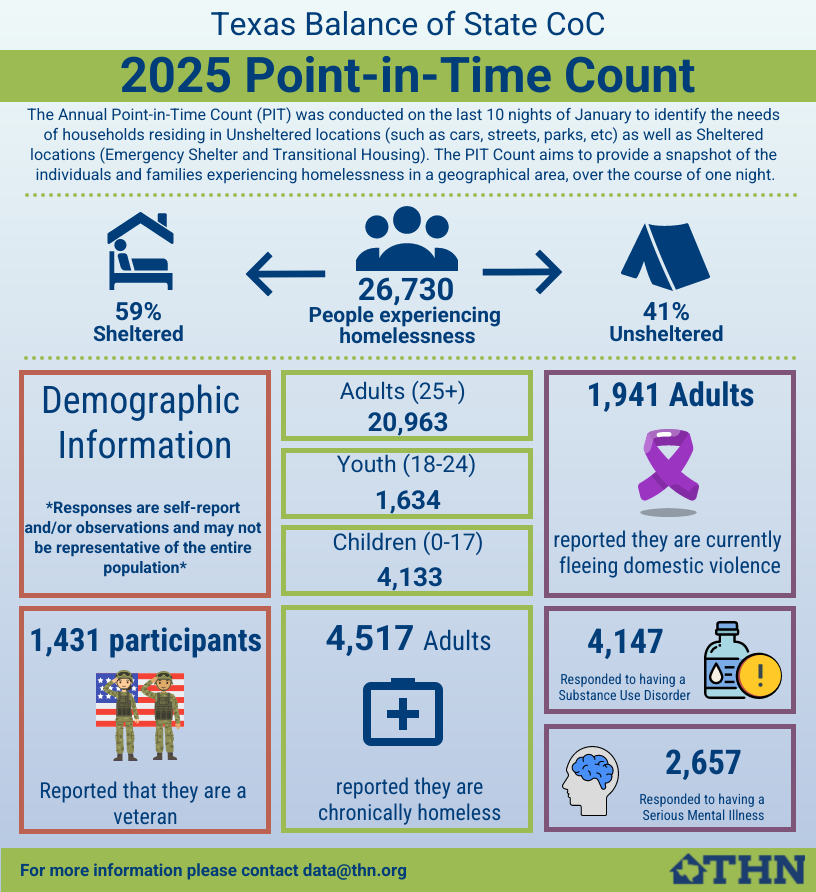 Texas Balance of State CoC
2025 Point-in-Time Count
The Annual Point-in-Time Count (PIT) was conducted on the last 10 nights of January to identify the needs
of households residing in Unsheltered locations (such as cars, streets, parks, etc) as well as Sheltered
locations (Emergency Shelter and Transitional Housing). The PIT Count aims to provide a snapshot of the
individuals and families experiencing homelessness in a geographical area, over the course of one night.
59%
Sheltered
26,730
People experiencing
homelessness
41%
Unsheltered
Demographic
Information
*Responses are self-report
and/or observations and may not
be representative of the entire
population*
Adults (25+)
20,963
Youth (18-24)
1,634
Children (0-17)
4,133
1,941 Adults
reported they are currently
fleeing domestic violence
1,431 participants
Reported that they are a
veteran
4,517 Adults
reported they are
chronically homeless
4,147
Responded to having a
Substance Use Disorder
2,657
Responded to having a
Serious Mental Illness
For more information please contact data@thn.org
THN